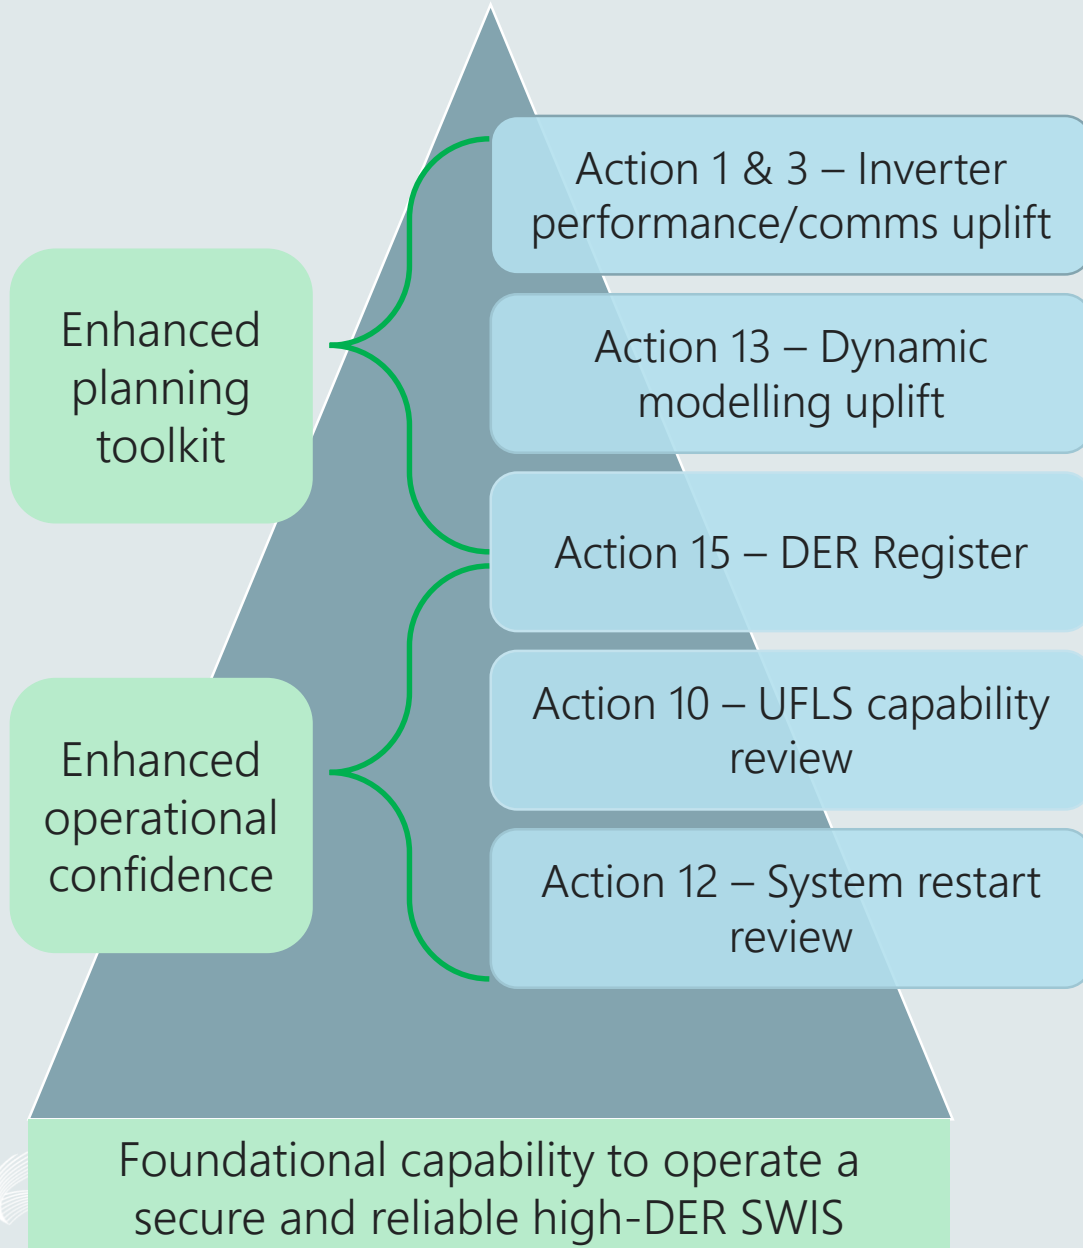 Action 1 & 3 – Inverter
performance/comms uplift
Enhanced
planning
toolkit
Action 13 – Dynamic
modelling uplift
Action 15 – DER Register
Action 10 – UFLS capability
review
Enhanced
operational
confidence
Action 12 – System restart
review
Foundational capability to operate a
secure and reliable high-DER SWIS